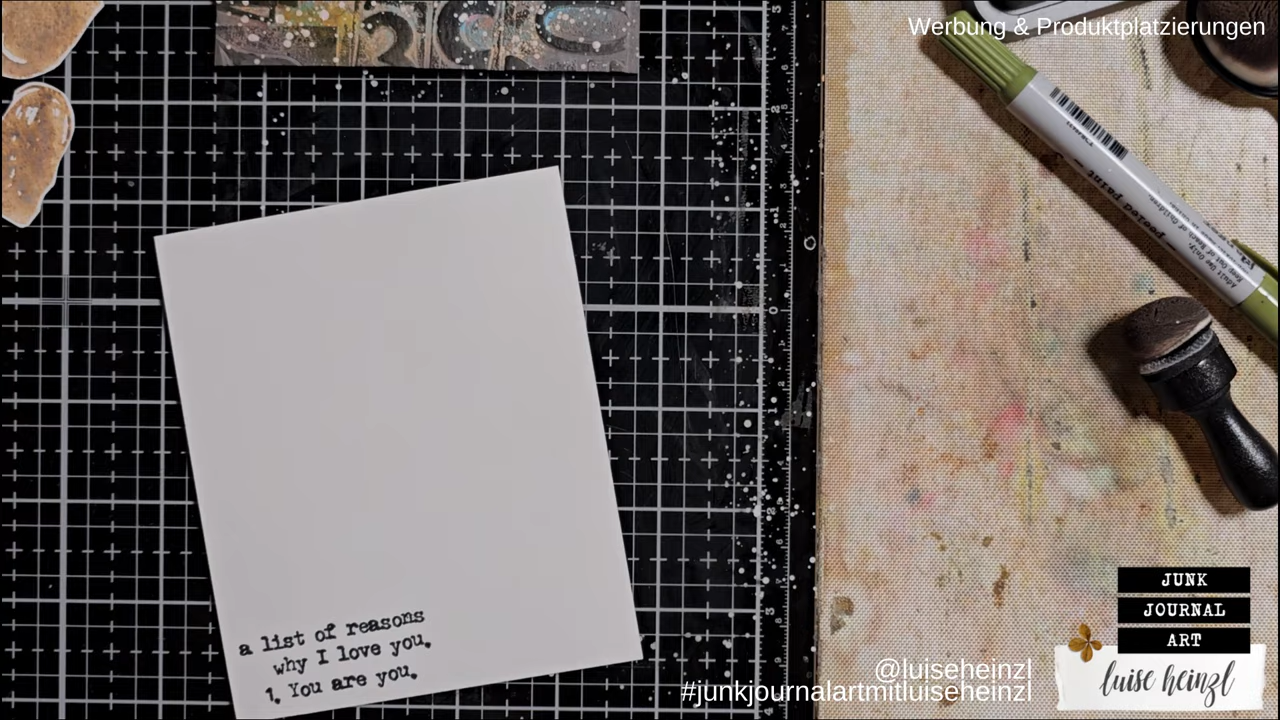 Werbung & Produktplatzierungen
a list of reasons
why I love you.
1. You are you.
JUNK
JOURNAL
ART
luise heinzl
@luiseheinzl
#junkjournalartmitluiseheinzl